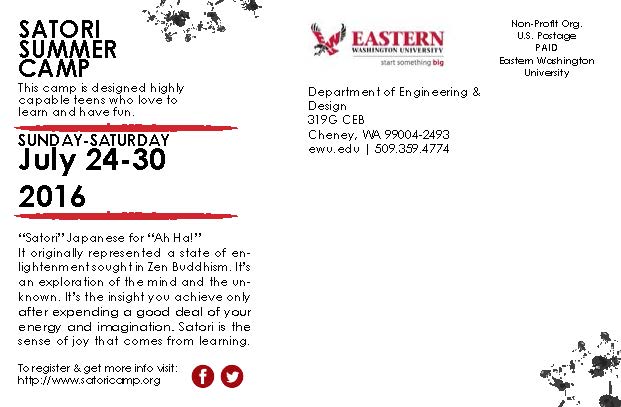 SATORI
SUMMER
CAMP
This camp is designed highly
capable teens who love to
learn and have fun.
SUNDAY-SATURDAY
July 24-30
2016
“Satori” Japanese for “Ah Ha!”
It originally represented a state of en-
lightenment sought in Zen Buddhism. It’s
an exploration of the mind and the un-
known. It’s the insight you achieve only
after expending a good deal of your
energy and imagination. Satori is the
sense of joy that comes from learning.
To register & get more info visit:
http://www.satoricamp.org
EASTERN
WASHINGTON UNIVERSITY
start something big
Department of Engineering &
Design
319G CEB
Cheney, WA 99004-2493
ewu.edu | 509.359.4774
Non-Profit Org.
U.S. Postage
PAID
Eastern Washington
University